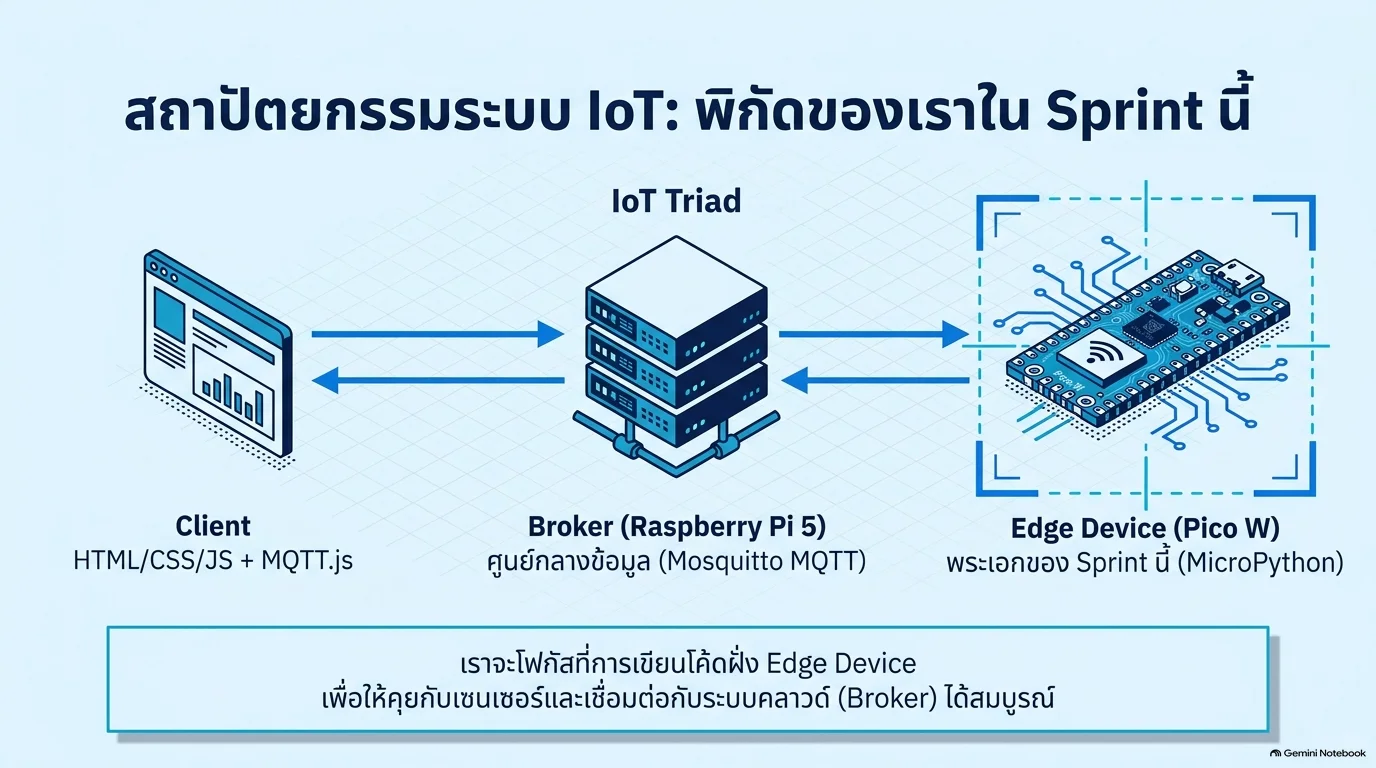 สถาปัตยกรรมระบบ IoT: พิกัดของเราใน Sprint นี้
IoT Triad
Client
HTML/CSS/JS + MQTT.js
Broker (Raspberry Pi 5)
ศูนย์กลางข้อมูล (Mosquitto MQTT)
Edge Device (Pico W)
พระเอกของ Sprint นี้ (MicroPython)
เราจะโฟกัสที่การเขียนโค้ดฝั่ง Edge Device
เพื่อให้คุยกับเซนเซอร์และเชื่อมต่อกับระบบคลาวด์ (Broker) ได้สมบูรณ์
Gemini Notebook